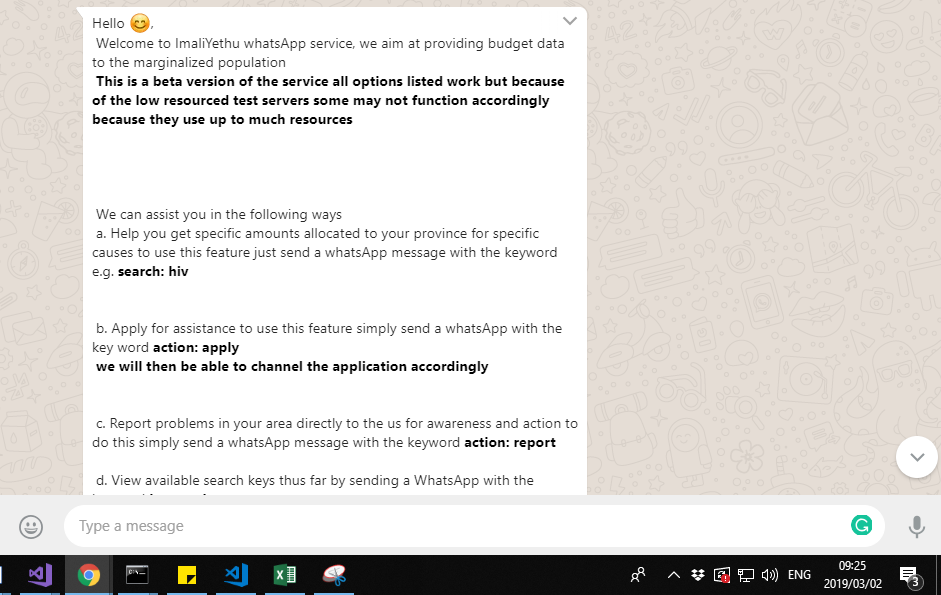 Hello 😊,
Welcome to ImaliYethu whatsApp service, we aim at providing budget data
to the marginalized population
This is a beta version of the service all options listed work but because
of the low resourced test servers some may not function accordingly
because they use up to much resources
We can assist you in the following ways
a. Help you get specific amounts allocated to your province for specific
causes to use this feature just send a whatsApp message with the keyword
e.g. search: hiv
b. Apply for assistance to use this feature simply send a whatsApp with the
key word action: apply
we will then be able to channel the application accordingly
c. Report problems in your area directly to the us for awareness and action to
do this simply send a whatsApp message with the keyword action: report
d. View available search keys thus far by sending a WhatsApp with the
Type a message
ENG
09:25
2019/03/02
3